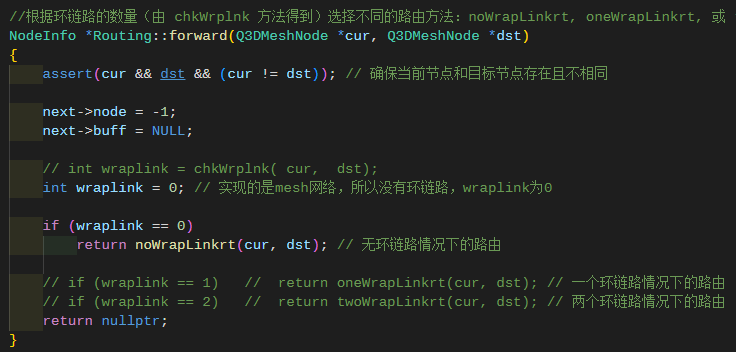 //根据环链路的数量（由 chkWrplnk 方法得到）选择不同的路由方法：noWrapLinkrt, oneWrapLinkrt, 或
NodeInfo *Routing::forward(Q3DMeshNode *cur, Q3DMeshNode *dst)
{
    assert(cur && dst && (cur != dst)); // 确保当前节点和目标节点存在且不相同
    next->node = -1;
    next->buff = NULL;
    // int wraplink = chkWrplnk( cur,  dst);
    int wraplink = 0; // 实现的是mesh网络，所以没有环链路，wraplink为0
    if (wraplink == 0)
        return noWrapLinkrt(cur, dst); // 无环链路情况下的路由
    // if (wraplink == 1)   //  return oneWrapLinkrt(cur, dst); // 一个环链路情况下的路由
    // if (wraplink == 2)   //  return twoWrapLinkrt(cur, dst); // 两个环链路情况下的路由
    return nullptr;
}